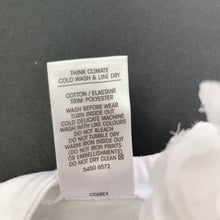 THINK CLIMATE
COLD WASH & LINE DRY
COTTON / ELASTANE
TRIM: POLYESTER
WASH BEFORE WEAR
TURN INSIDE OUT
COLD DELICATE MACHINE
WASH WITH LIKE COLOURS
DO NOT BLEACH
DO NOT TUMBLE DRY
WARM IRON INSIDE OUT
DO NOT IRON PRINTS
OR EMBELLISHMENTS
DO NOT DRY CLEAN
5450 6572